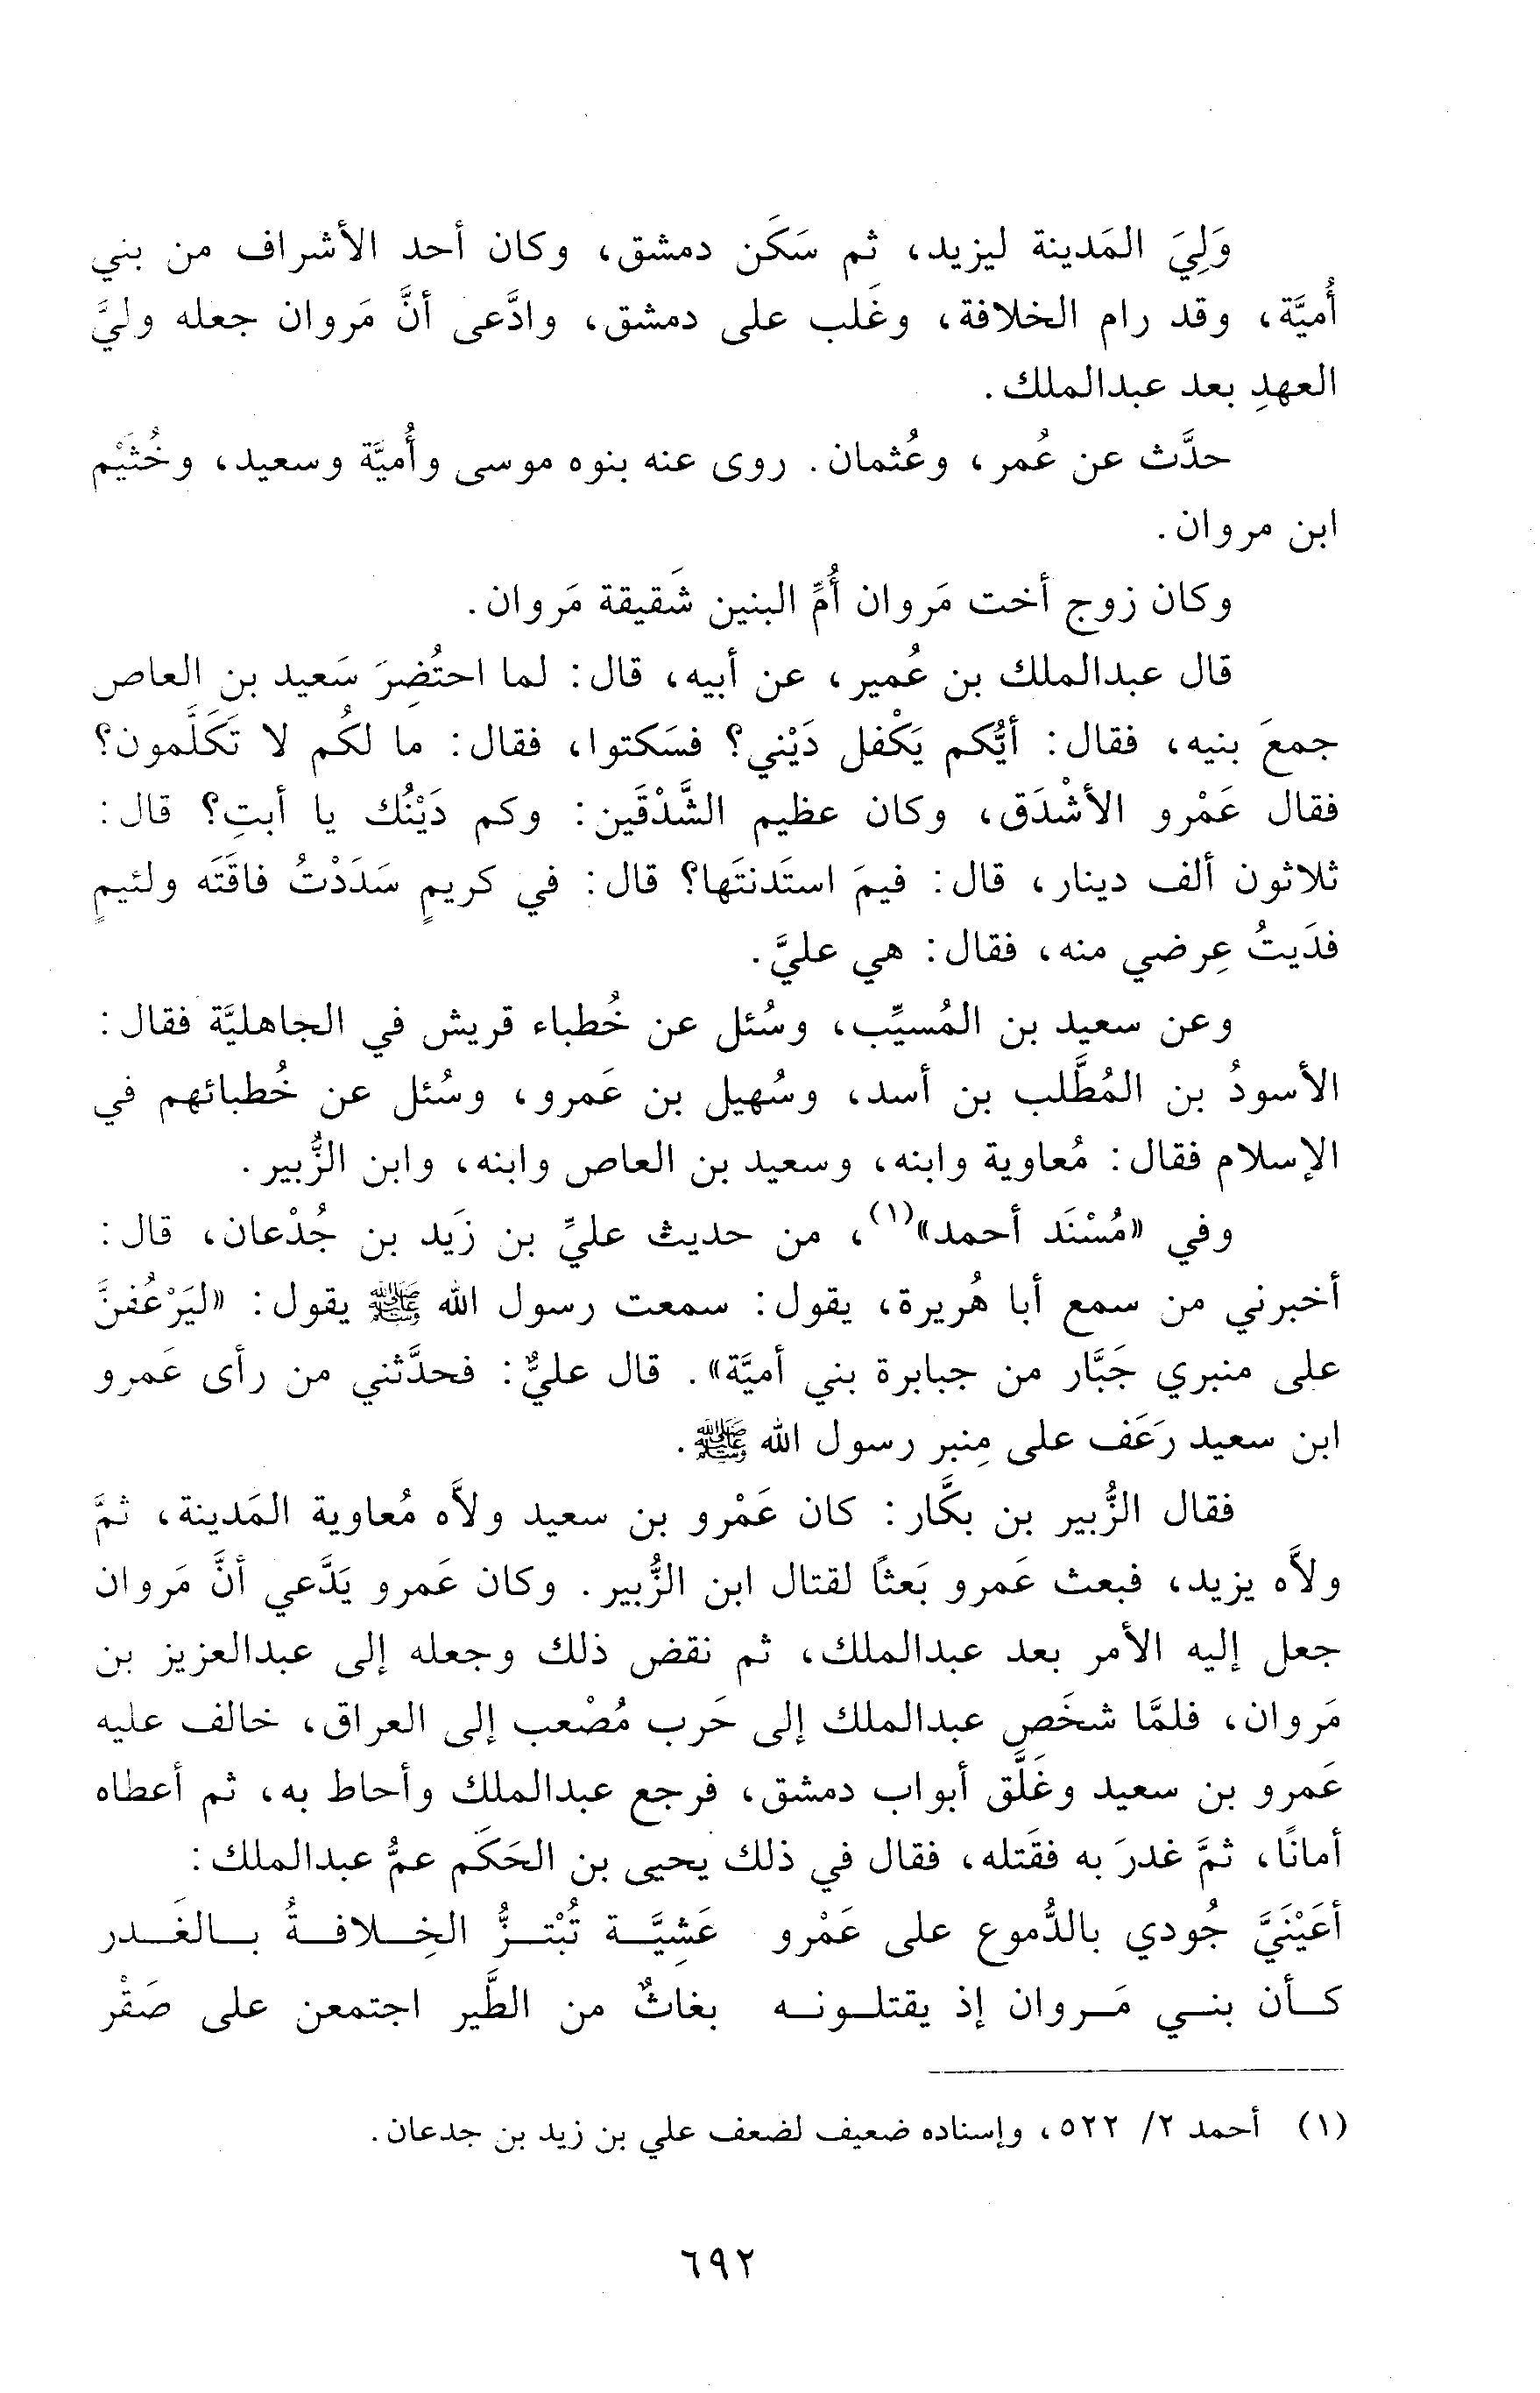 وَلِيَ المَدينة ليزيد، ثم سَكَن دمشق، وكان أحد الأشراف من بني
أُميَّة، وقد رام الخلافة، وغَلب على دمشق، وادَّعى أنَّ مَروان جعله وليَّ
العهدِ بعد عبدالملك.
حدَّث عن عُمر، وعُثمان. روى عنه بنوه موسى وأُميَّة وسعيد، وخُثَيْم
ابن مروان.
وكان زوج أخت مَروان أُمِّ البنين شَقيقة مَروان.
قال عبدالملك بن عُمير، عن أبيه، قال: لما احتُضِرَ سَعيد بن العاص
جمعَ بنيه، فقال: أيُّكم يَكْفل دَيْني؟ فسَكتوا، فقال: ما لكُم لا تَكَلَّمون؟
فقال عَمْرو الأشْدَق، وكان عظيم الشَّدْقَين: وكم دَيْنُك يا أبتِ؟ قال:
ثلاثون ألف دينار، قال: فيمَ استَدنتَها؟ قال: في كريمٍ سَدَدْتُ فاقَتَه ولئيمٍ
فدَيتُ عِرضي منه، فقال: هي عليَّ.
وعن سعيد بن المُسيِّب، وسُئل عن خُطباء قريش في الجاهليَّة فقال:
الأسودُ بن المُطَّلب بن أسد، وسُهيل بن عَمرو، وسُئل عن خُطبائهم في
الإسلام فقال: مُعاوية وابنه، وسعيد بن العاص وابنه، وابن الزُّبير.
وفي «مُسْنَد أحمد»(١)، من حديث عليِّ بن زَيد بن جُدْعان، قال:
أخبرني من سمع أبا هُريرة، يقول: سمعت رسول الله ﷺ يقول: «ليَرْعُفنَّ
على منبري جَبَّار من جبابرة بني أميَّة». قال عليٌّ: فحدَّثني من رأى عَمرو
ابن سعيد رَعَف على مِنبر رسول الله ﷺ.
فقال الزُّبير بن بكَّار: كان عَمْرو بن سعيد ولاَّه مُعاوية المَدينة، ثمَّ
ولاَّه يزيد، فبعث عَمرو بَعثًا لقتال ابن الزُّبير. وكان عَمرو يَدَّعي أنَّ مَروان
جعل إليه الأمر بعد عبدالملك، ثم نقض ذلك وجعله إلى عبدالعزيز بن
مَروان، فلمَّا شخَص عبدالملك إلى حَرب مُصْعب إلى العراق، خالف عليه
عَمرو بن سعيد وغَلَّق أبواب دمشق، فرجع عبدالملك وأحاط به، ثم أعطاه
أمانًا، ثمَّ غدرَ به فقَتله، فقال في ذلك يحيى بن الحَكَم عمُّ عبدالملك:
أعَيْنَيَّ جُودي بالدُّموع على عَمْرو عَشِيَّة تُبْتزُّ الخِلافةُ بالغَدر
كأن بني مَروان إذ يقتلونه بغاثٌ من الطَّير اجتمعن على صَقْر
(١) أحمد ٢/ ٥٢٢، وإسناده ضعيف لضعف علي بن زيد بن جدعان.
٦٩٢